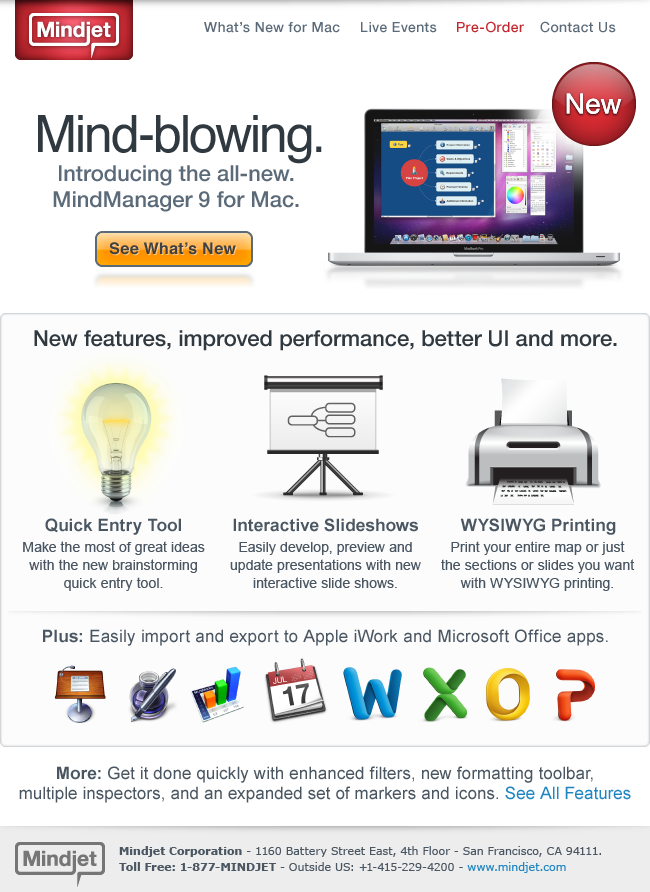 Mindjet
What's New for Mac
Live Events
Pre-Order
Contact Us
New
Mind-blowing.
Introducing the all-new.
MindManager 9 for Mac.
See What's New
New features, improved performance, better UI and more.
Quick Entry Tool
Make the most of great ideas
with the new brainstorming
quick entry tool.
Interactive Slideshows
Easily develop, preview and
update presentations with new
interactive slide shows.
WYSIWYG Printing
Print your entire map or just
the sections or slides you want
with WYSIWYG printing.
Plus: Easily import and export to Apple iWork and Microsoft Office apps.
JUL
17
W
X
O
P
More: Get it done quickly with enhanced filters, new formatting toolbar,
multiple inspectors, and an expanded set of markers and icons. See All Features
Mindjet
Mindjet Corporation - 1160 Battery Street East, 4th Floor - San Francisco, CA 94111.
Toll Free: 1-877-MINDJET - Outside US: +1-415-229-4200 - www.mindjet.com